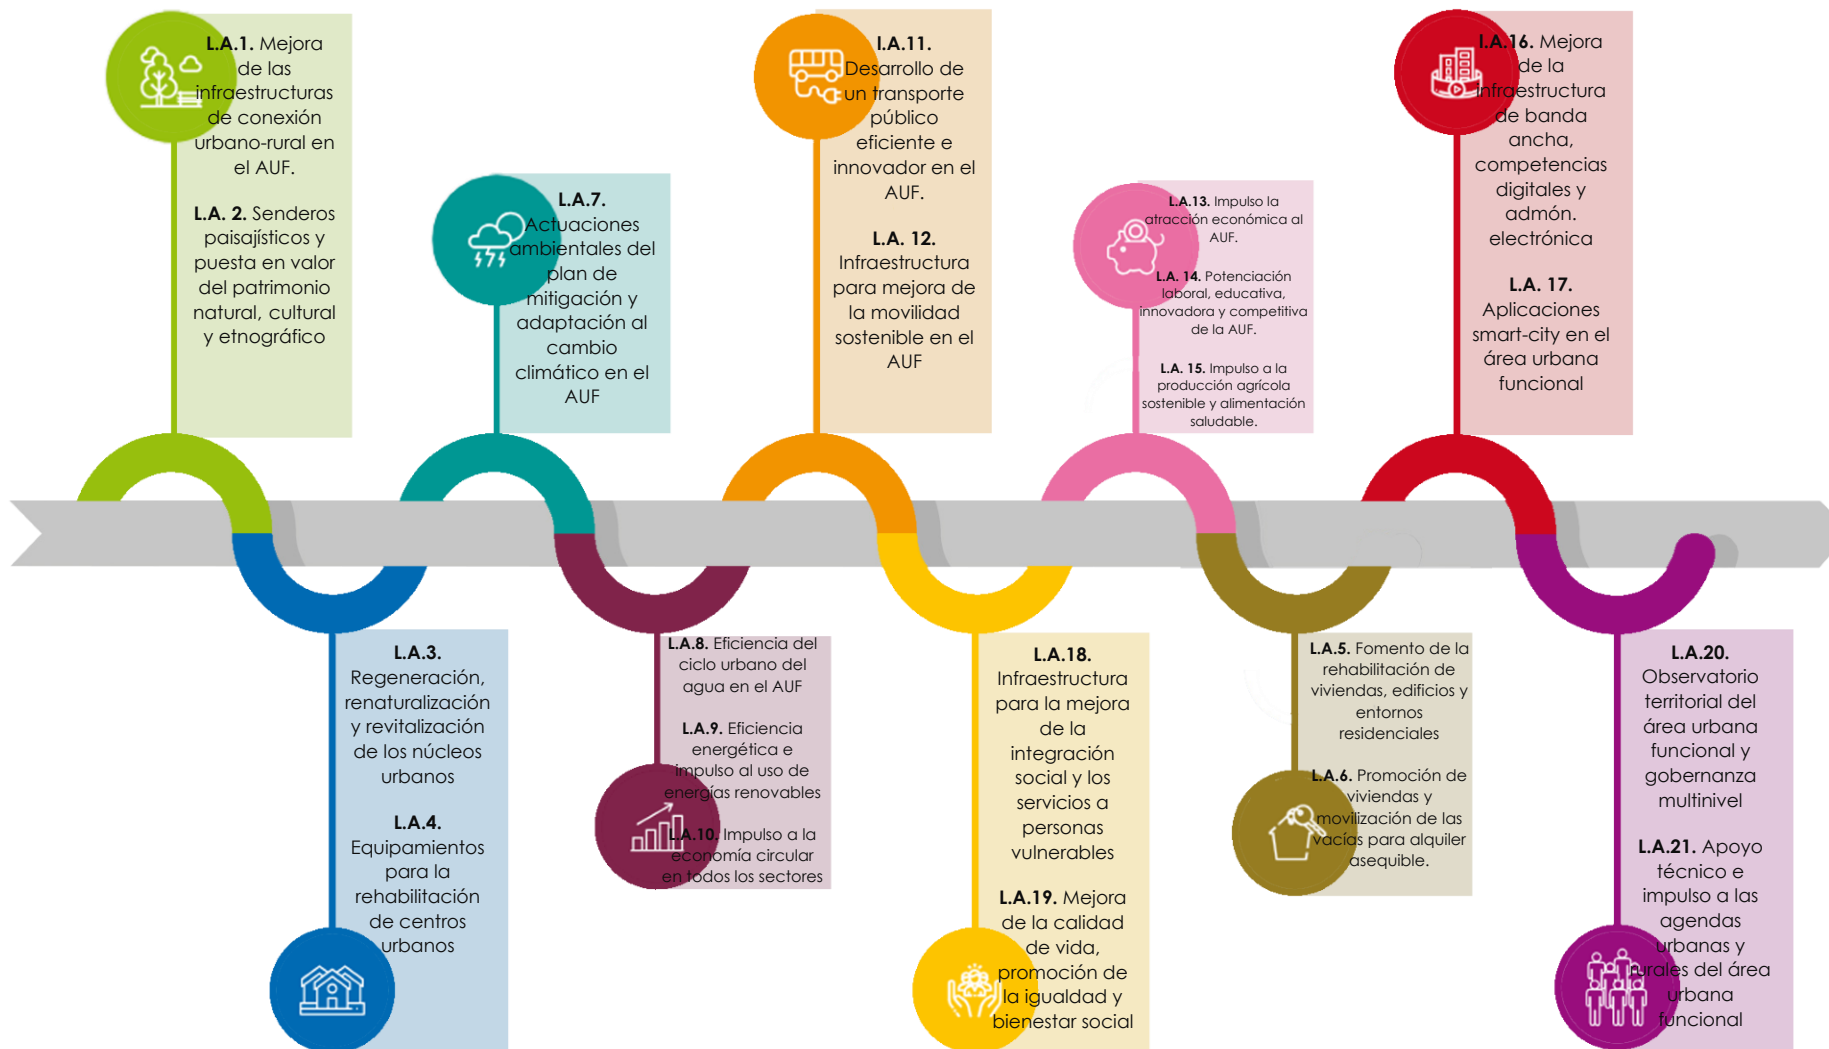 L.A.1. Mejora
de las
infraestructuras
de conexión
urbano-rural en
el AUF.
L.A. 2. Senderos
paisajísticos y
puesta en valor
del patrimonio
natural, cultural
y etnográfico
L.A.7.
Actuaciones
ambientales del
plan de
mitigación y
adaptación al
cambio
climático en el
AUF
I.A.11.
Desarrollo de
un transporte
público
eficiente e
innovador en el
AUF.
L.A. 12.
Infraestructura
para mejora de
la movilidad
sostenible en el
AUF
L.A.13. Impulso la
atracción económica al
AUF.
L.A. 14. Potenciación
laboral, educativa,
innovadora y competitiva
de la AUF.
L.A. 15. Impulso a la
producción agrícola
sostenible y alimentación
saludable.
I.A.16. Mejora
de la
infraestructura
de banda
ancha,
competencias
digitales y
admón.
electrónica
L.A. 17.
Aplicaciones
smart-city en el
área urbana
funcional
L.A.3.
Regeneración,
renaturalización
y revitalización
de los núcleos
urbanos
L.A.4.
Equipamientos
para la
rehabilitación
de centros
urbanos
L.A.8. Eficiencia del
ciclo urbano del
agua en el AUF
L.A.9. Eficiencia
energética e
impulso al uso de
energías renovables
L.A.10. Impulso a la
economía circular
en todos los sectores
L.A.18.
Infraestructura
para la mejora
de la
integración
social y los
servicios a
personas
vulnerables
L.A.19. Mejora
de la calidad
de vida,
promoción de
la igualdad y
bienestar social
L.A.5. Fomento de la
rehabilitación de
viviendas, edificios y
entornos
residenciales
L.A.6. Promoción de
viviendas y
movilización de las
vacías para alquiler
asequible.
L.A.20.
Observatorio
territorial del
área urbana
funcional y
gobernanza
multinivel
L.A.21. Apoyo
técnico e
impulso a las
agendas
urbanas y
rurales del área
urbana
funcional